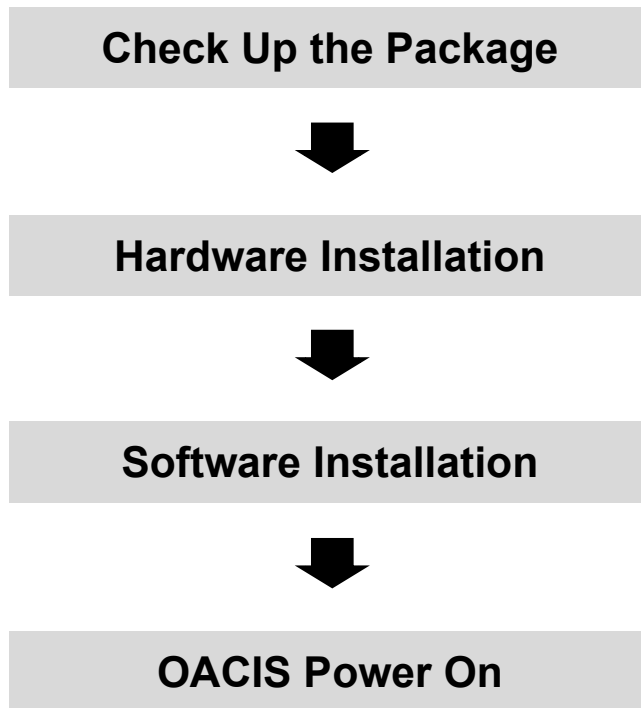 Check Up the Package
Hardware Installation
Software Installation
OACIS Power On